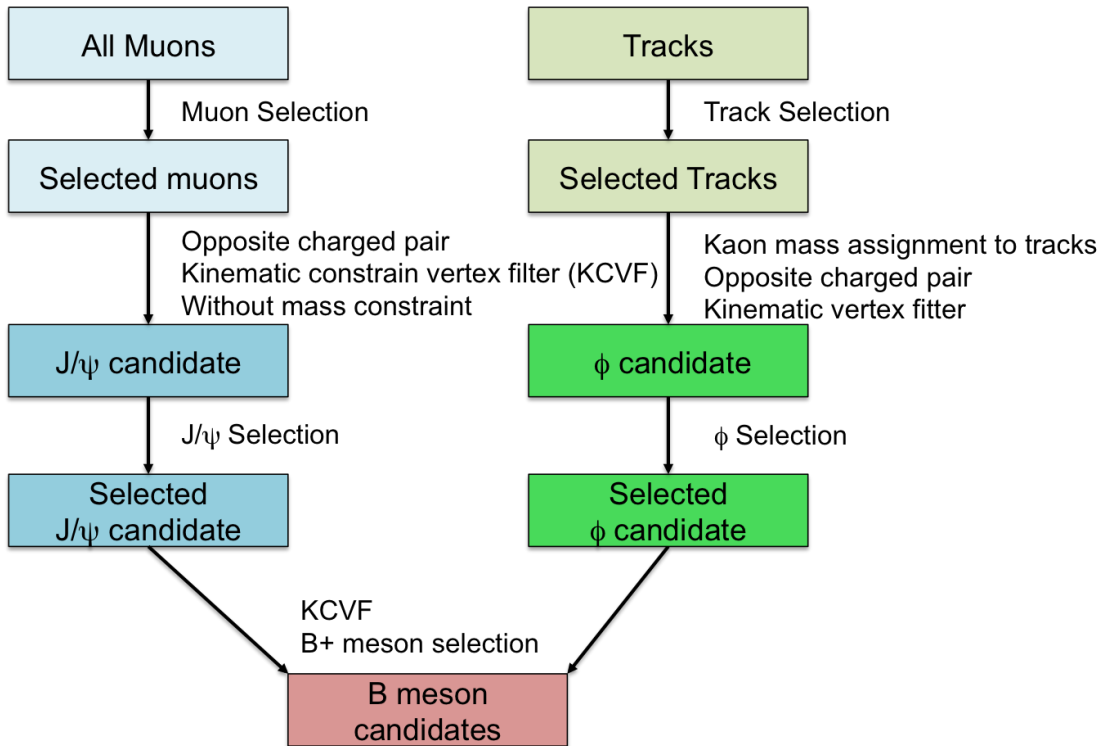 All Muons
Tracks
Muon Selection
Track Selection
Selected muons
Selected Tracks
Opposite charged pair
Kinematic constrain vertex filter (KCVF)
Without mass constraint
Kaon mass assignment to tracks
Opposite charged pair
Kinematic vertex fitter
J/ψ candidate
ϕ candidate
J/ψ Selection
ϕ Selection
Selected
J/ψ candidate
Selected
ϕ candidate
KCVF
B+ meson selection
B meson
candidates